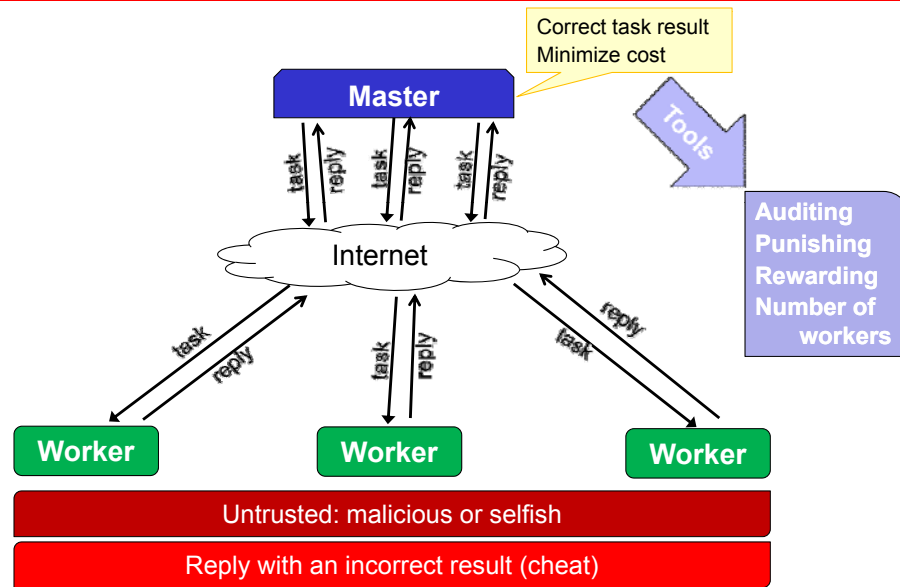 Correct task result
Minimize cost
Master
Tools
task
reply
task
reply
task
reply
Auditing
Punishing
Rewarding
Number of
workers
Internet
task
reply
task
reply
reply
task
Worker
Worker
Worker
Untrusted: malicious or selfish
Reply with an incorrect result (cheat)